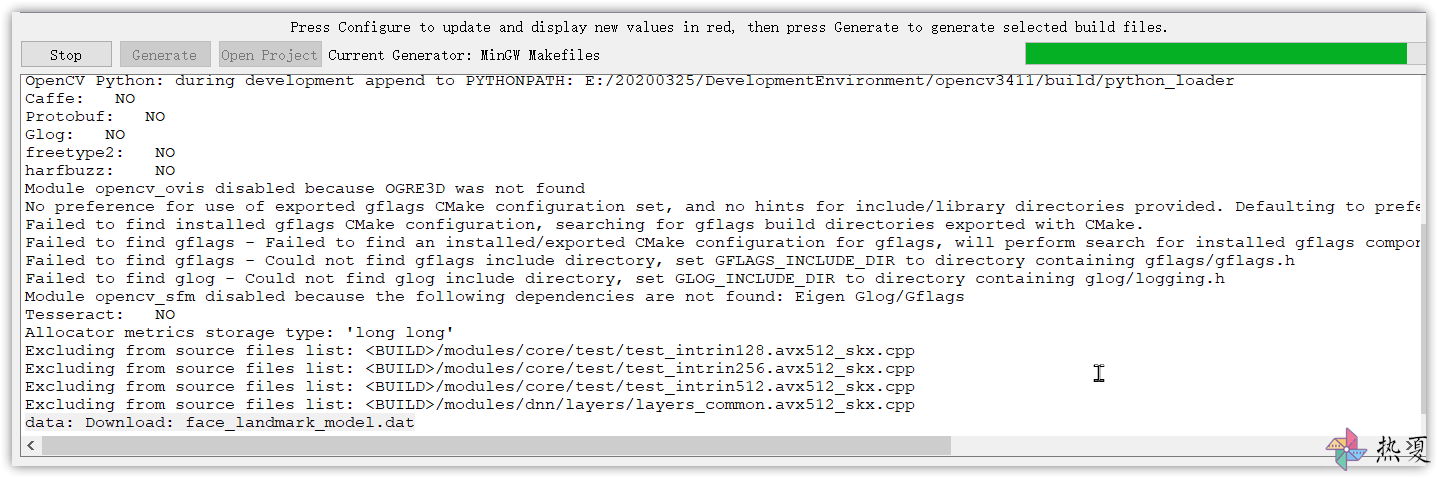 Press Configure to update and display new values in red, then press Generate to generate selected build files.
Stop Generate Open Project Current Generator: MinGW Makefiles
OpenCV Python: during development append to PYTHONPATH: E:/20200325/DevelopmentEnvironment/opencv3411/build/python_loader
Caffe:   NO
Protobuf:   NO
Glog:   NO
freetype2:   NO
harfbuzz:    NO
Module opencv_ovis disabled because OGRE3D was not found
No preference for use of exported gflags CMake configuration set, and no hints for include/library directories provided. Defaulting to prefe
Failed to find installed gflags CMake configuration, searching for gflags build directories exported with CMake.
Failed to find gflags - Failed to find an installed/exported CMake configuration for gflags, will perform search for installed gflags compon
Failed to find gflags - Could not find gflags include directory, set GFLAGS_INCLUDE_DIR to directory containing gflags/gflags.h
Failed to find glog - Could not find glog include directory, set GLOG_INCLUDE_DIR to directory containing glog/logging.h
Module opencv_sfm disabled because the following dependencies are not found: Eigen Glog/Gflags
Tesseract:   NO
Allocator metrics storage type: 'long long'
Excluding from source files list: <BUILD>/modules/core/test/test_intrin128.avx512_skx.cpp
Excluding from source files list: <BUILD>/modules/core/test/test_intrin256.avx512_skx.cpp
Excluding from source files list: <BUILD>/modules/core/test/test_intrin512.avx512_skx.cpp
Excluding from source files list: <BUILD>/modules/dnn/layers/layers_common.avx512_skx.cpp
data: Download: face_landmark_model.dat
热夏